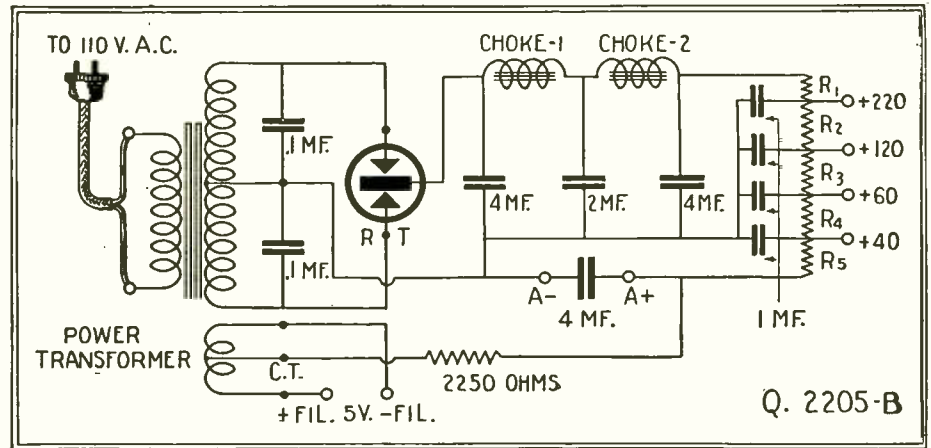 TO 110 V. A.C.
CHOKE-1 CHOKE-2
.1 MF.
.1 MF.
R T
4 MF. 2 MF. 4 MF.
R1
+220
R2
+120
R3
+60
R4
+40
R5
A- A+
4 MF.
1 MF.
POWER
TRANSFORMER
C.T.
2250 OHMS
+ FIL. 5V. -FIL.
Q. 2205-B